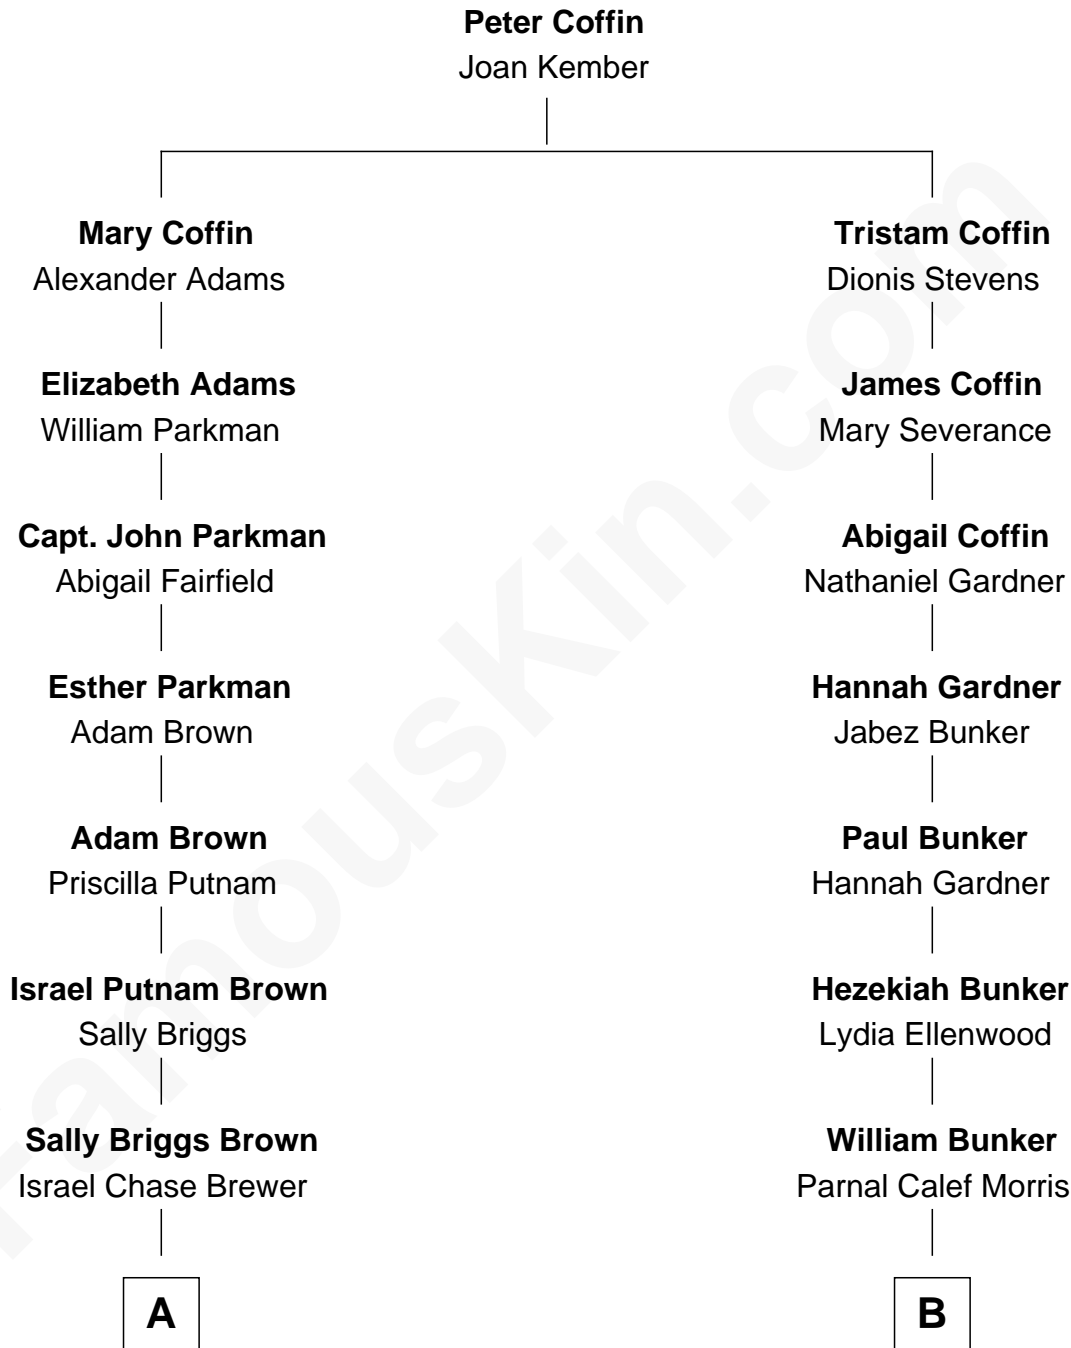 Peter Coffin
Joan Kember
Mary Coffin
Alexander Adams
Tristam Coffin
Dionis Stevens
Elizabeth Adams
William Parkman
James Coffin
Mary Severance
Capt. John Parkman
Abigail Fairfield
Abigail Coffin
Nathaniel Gardner
Esther Parkman
Adam Brown
Hannah Gardner
Jabez Bunker
Adam Brown
Priscilla Putnam
Paul Bunker
Hannah Gardner
Israel Putnam Brown
Sally Briggs
Hezekiah Bunker
Lydia Ellenwood
Sally Briggs Brown
Israel Chase Brewer
William Bunker
Parnal Calef Morris
A
B
FamousKin.com